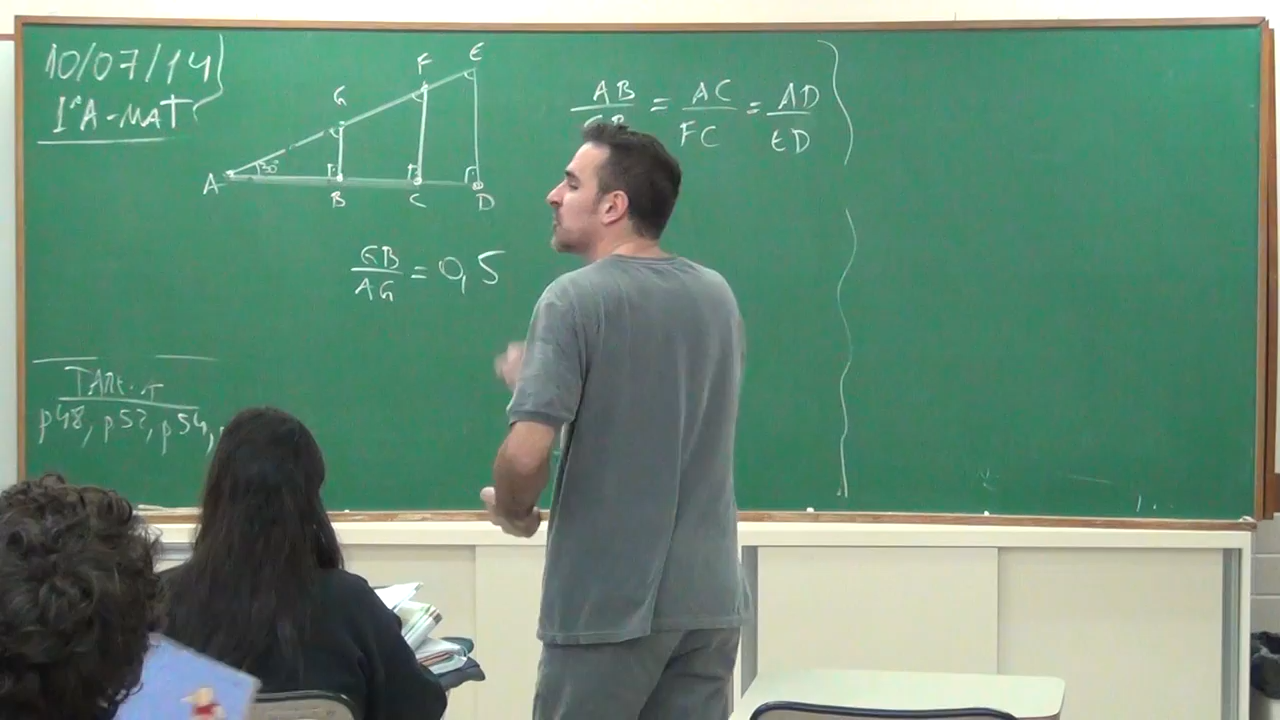 10/07/14
1ªA-MAT
E
F
G
30°
A
B
C
D
AB/GB = AC/FC = AD/ED
GB/AG = 0,5
TAREFA
p48, p52, p54,